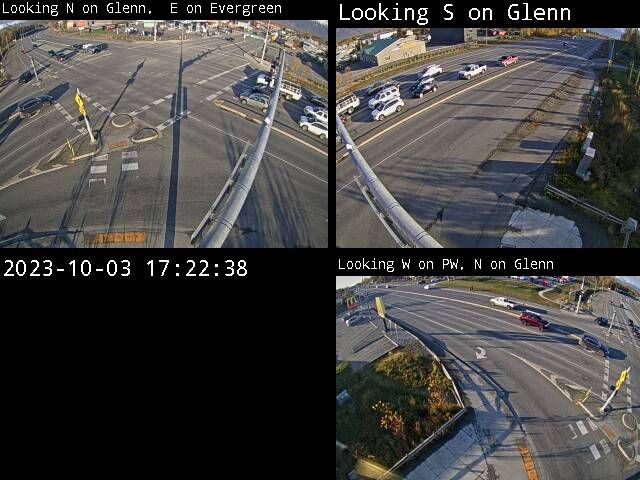 Looking N on Glenn, E on Evergreen
Looking S on Glenn
2023-10-03 17:22:38
Looking W on PW, N on Glenn